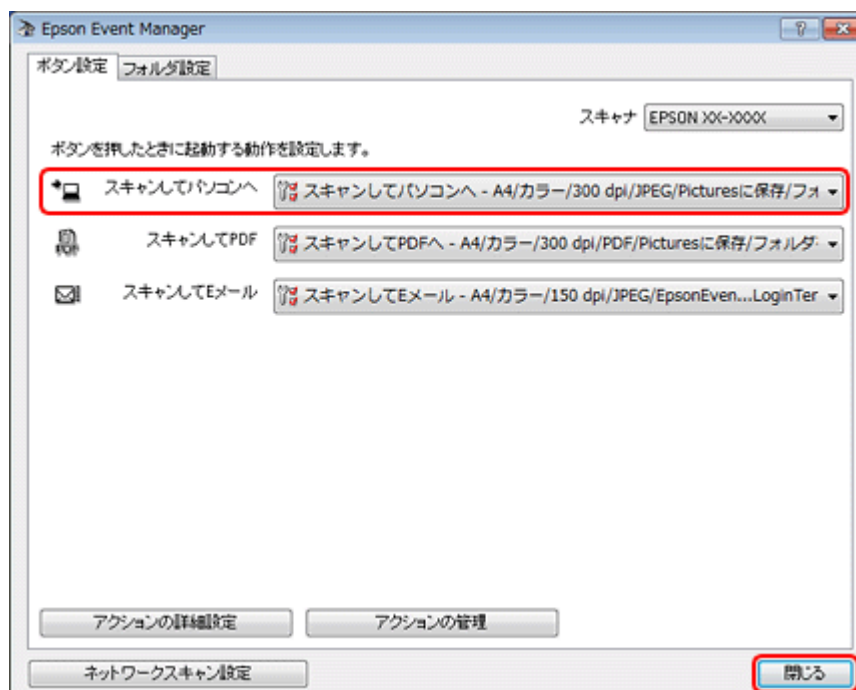 Epson Event Manager
ボタン設定 フォルダ設定
スキャナ EPSON XX-XXXX
ボタンを押したときに起動する動作を設定します。
スキャンしてパソコンへ スキャンしてパソコンへ - A4/カラー/300 dpi/JPEG/Picturesに保存/フォ
スキャンしてPDF スキャンしてPDFへ - A4/カラー/300 dpi/PDF/Picturesに保存/フォルダ
スキャンしてEメール スキャンしてEメール - A4/カラー/150 dpi/JPEG/EpsonEven...LoginTer
アクションの詳細設定 アクションの管理
ネットワークスキャン設定 閉じる